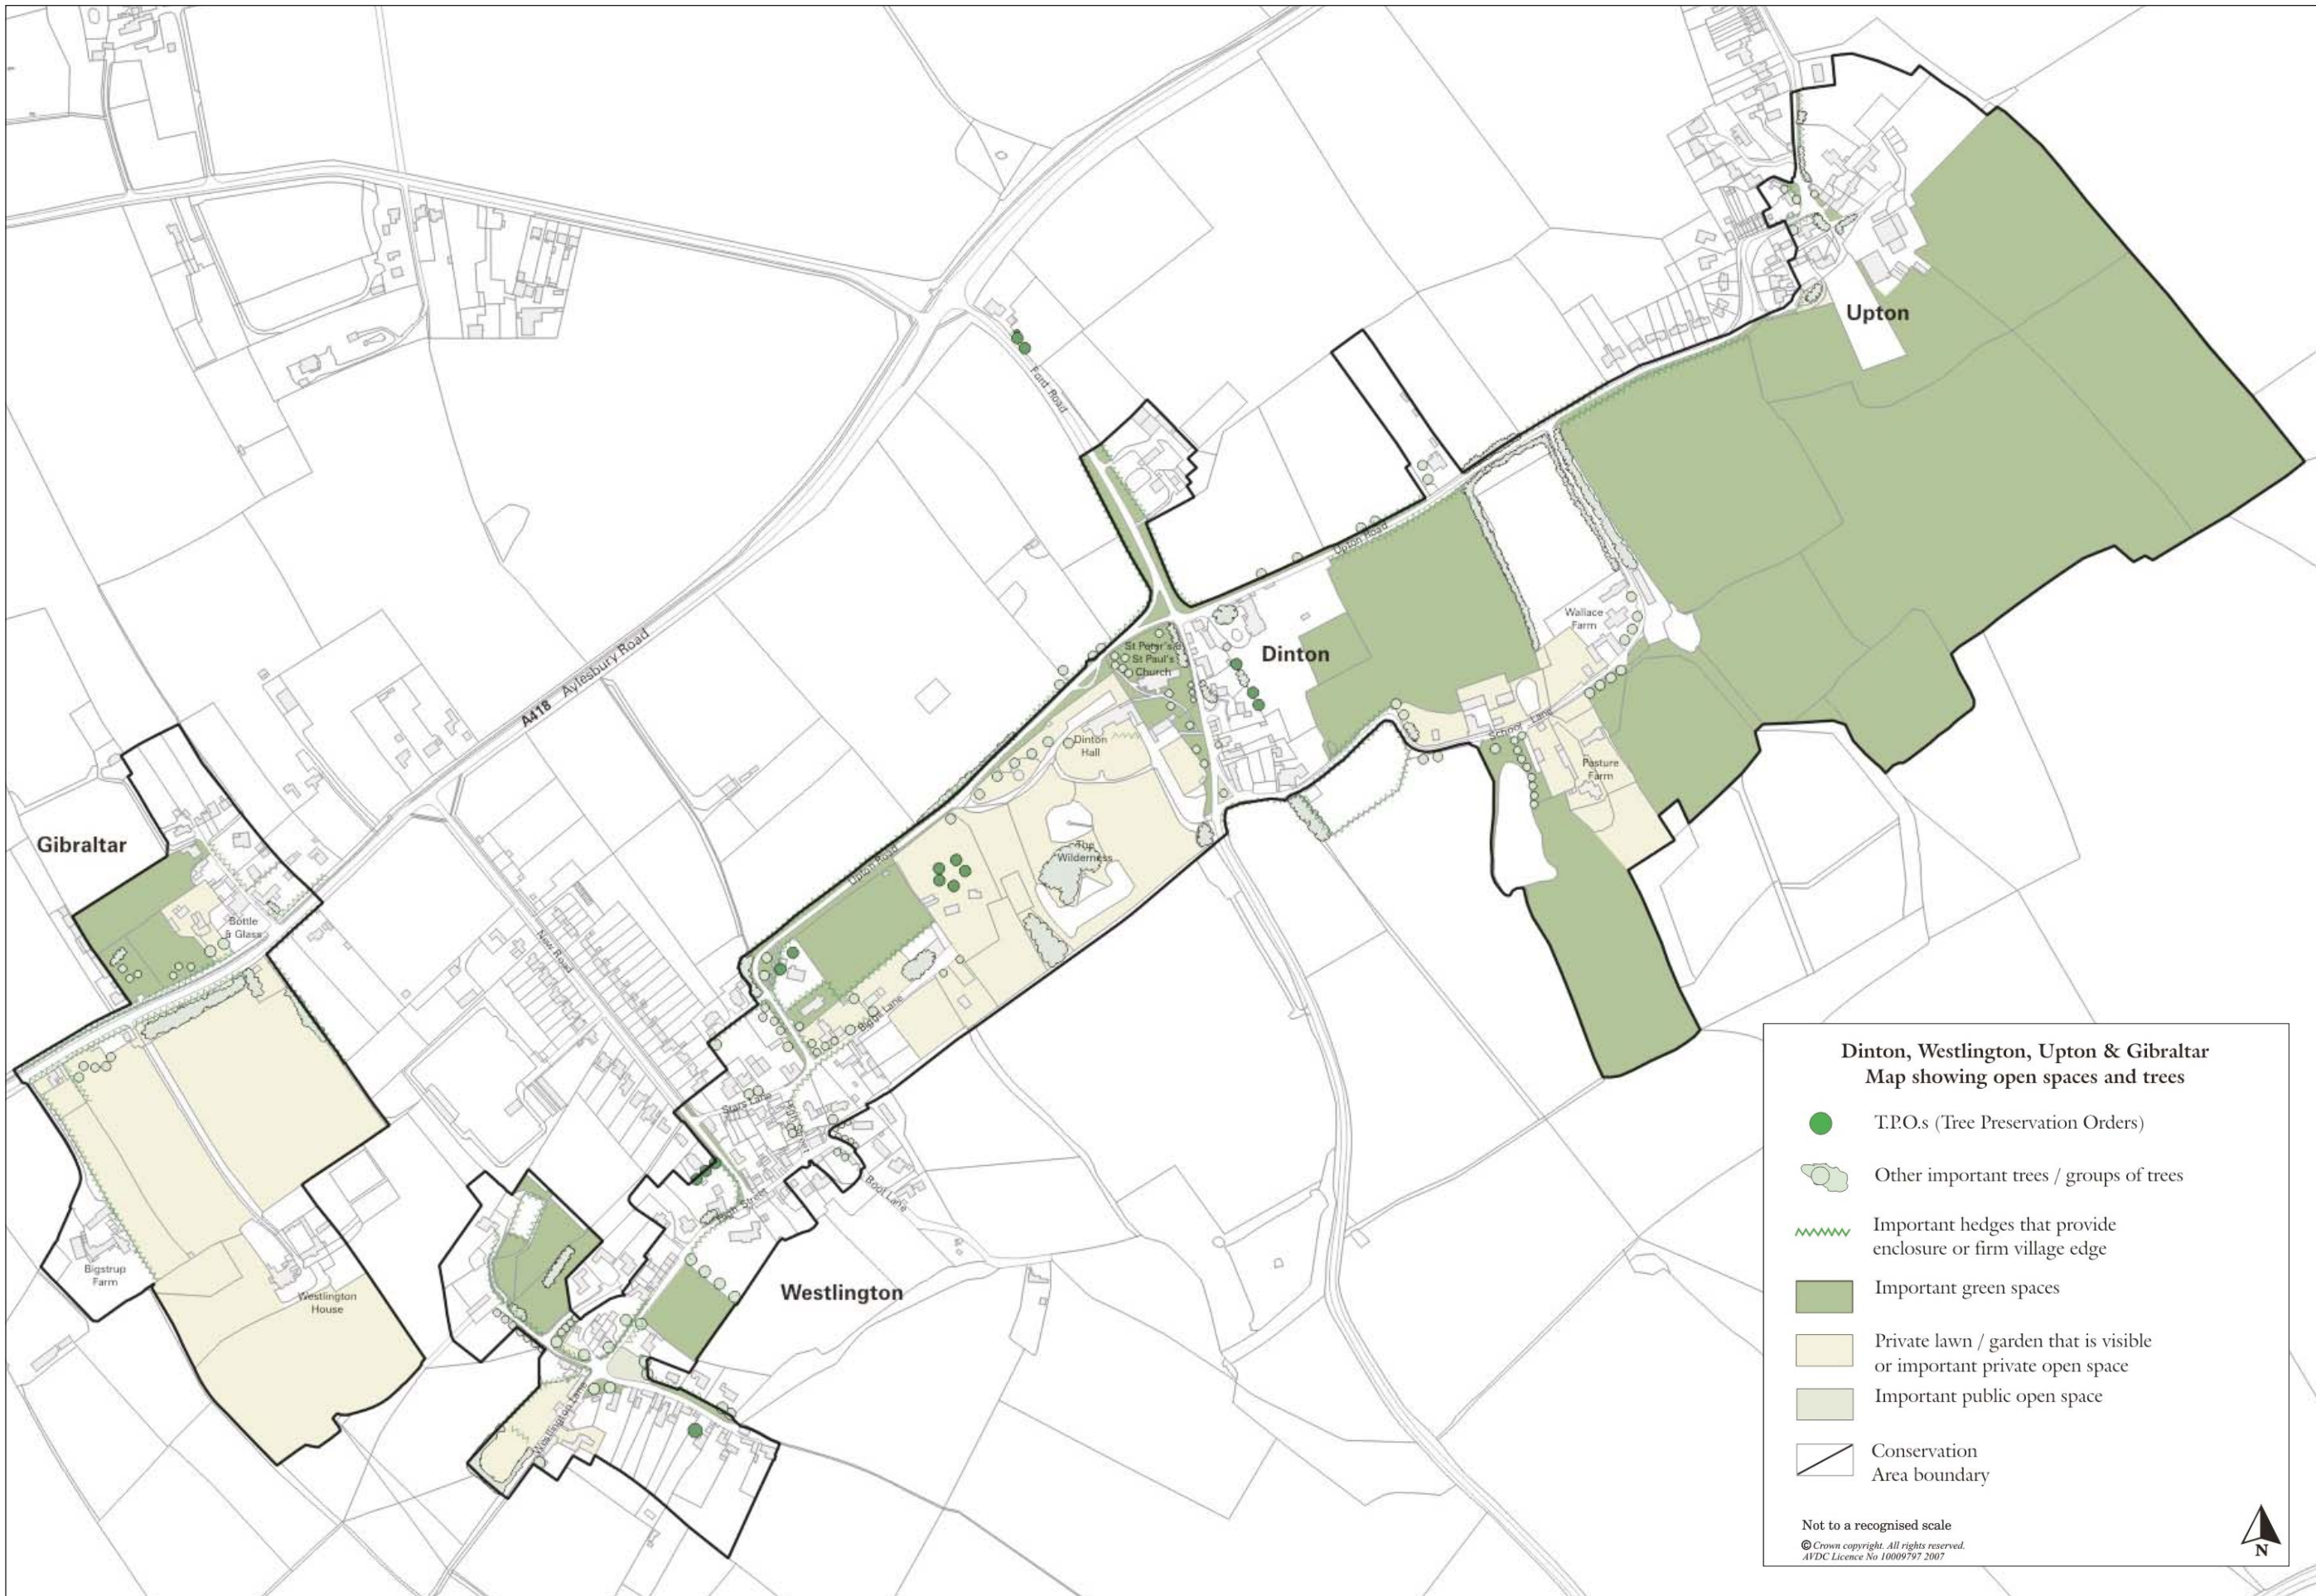 Upton
Ford Road
Upton Road
Wallace
Farm
St Peter's &
St Paul's
Church
Dinton
Dinton
Hall
School Lane
Pasture
Farm
A418 Aylesbury Road
Gibraltar
Bottle
& Glass
The
Wilderness
Upton Road
New Road
Biggs Lane
Stars Lane
High Street
High Street
Bool Lane
Bigstrup
Farm
Westlington
House
Westlington
Westlington Lane
Dinton, Westlington, Upton & Gibraltar
Map showing open spaces and trees
T.P.O.s (Tree Preservation Orders)
Other important trees / groups of trees
Important hedges that provide
enclosure or firm village edge
Important green spaces
Private lawn / garden that is visible
or important private open space
Important public open space
Conservation
Area boundary
Not to a recognised scale
© Crown copyright. All rights reserved.
AVDC Licence No 10009797 2007
N